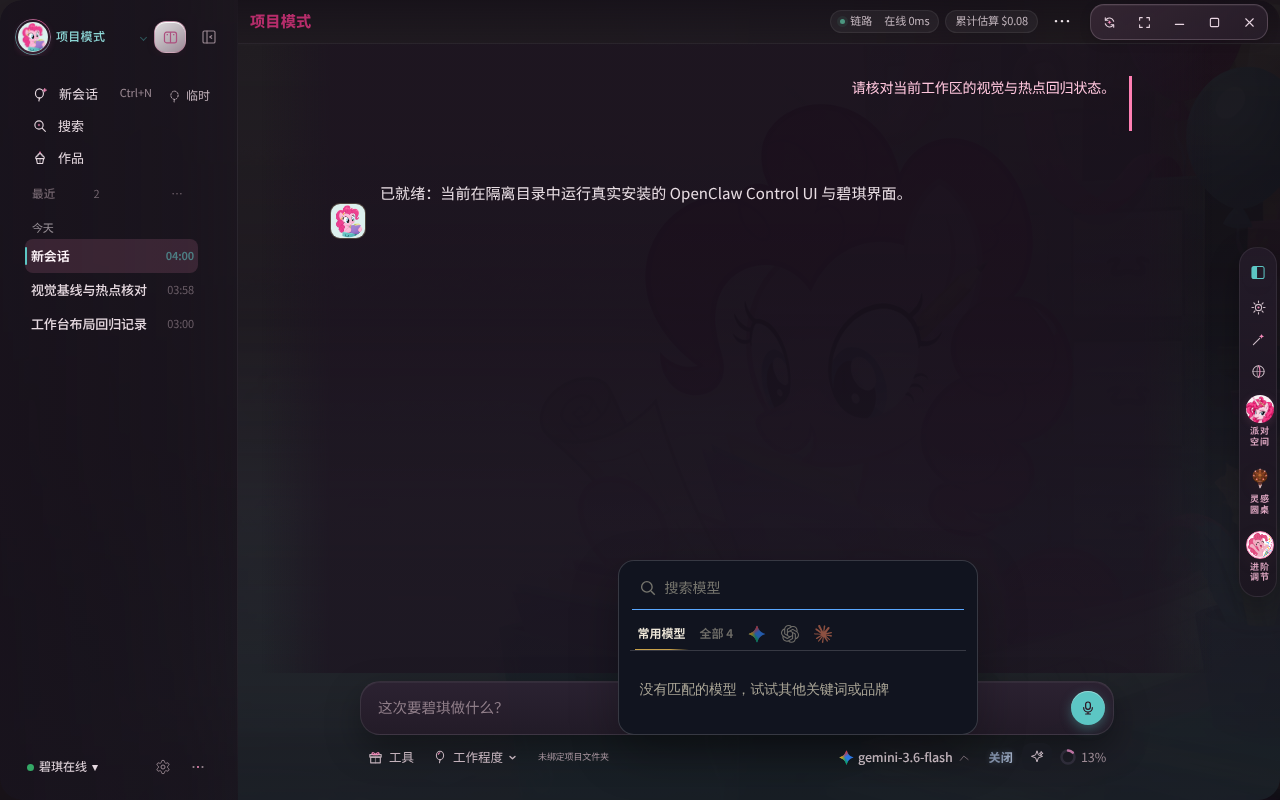 项目模式
新会话 Ctrl+N 临时
搜索
作品
最近 2 ···
今天
新会话 04:00
视觉基线与热点核对 03:58
工作台布局回归记录 03:00
碧琪在线 ▾
项目模式
链路 在线 0ms
累计估算 $0.08
请核对当前工作区的视觉与热点回归状态。
已就绪：当前在隔离目录中运行真实安装的 OpenClaw Control UI 与碧琪界面。
派对
空间
灵感
圆桌
进阶
调节
搜索模型
常用模型 全部 4
没有匹配的模型，试试其他关键词或品牌
这次要碧琪做什么？
工具 工作程度 未绑定项目文件夹 gemini-3.6-flash 关闭 13%